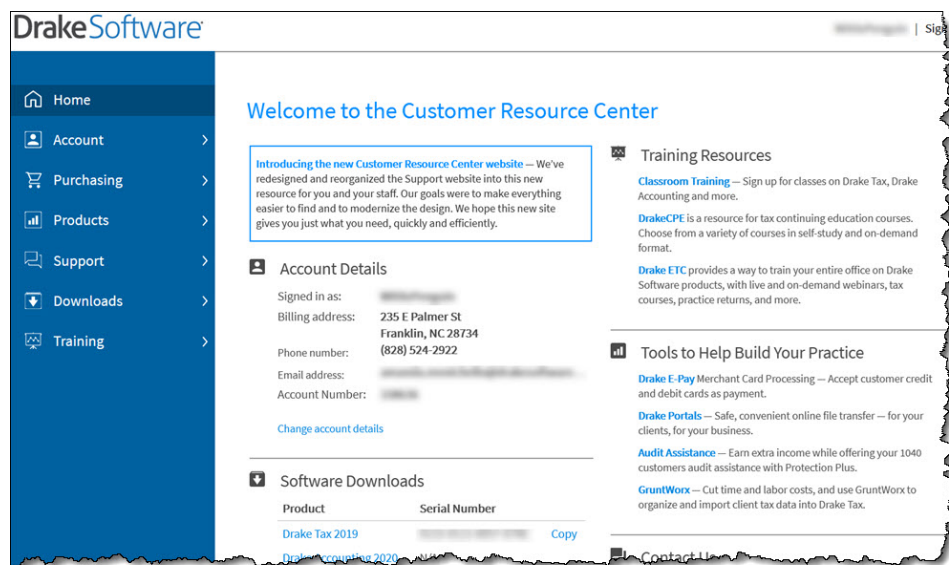 DrakeSoftware
|
Home
Account
Purchasing
Products
Support
Downloads
Training
Welcome to the Customer Resource Center
Introducing the new Customer Resource Center website — We've
redesigned and reorganized the Support website into this new
resource for you and your staff. Our goals were to make everything
easier to find and to modernize the design. We hope this new site
gives you just what you need, quickly and efficiently.
Account Details
Signed in as:
Billing address: 235 E Palmer St
Franklin, NC 28734
Phone number: (828) 524-2922
Email address:
Account Number:
Change account details
Software Downloads
Product Serial Number
Drake Tax 2019 Copy
Drake Accounting 2020
Training Resources
Classroom Training — Sign up for classes on Drake Tax, Drake
Accounting and more.
DrakeCPE is a resource for tax continuing education courses.
Choose from a variety of courses in self-study and on-demand
format.
Drake ETC provides a way to train your entire office on Drake
Software products, with live and on-demand webinars, tax
courses, practice returns, and more.
Tools to Help Build Your Practice
Drake E-Pay Merchant Card Processing — Accept customer credit
and debit cards as payment.
Drake Portals — Safe, convenient online file transfer — for your
clients, for your business.
Audit Assistance — Earn extra income while offering your 1040
customers audit assistance with Protection Plus.
GruntWorx — Cut time and labor costs, and use GruntWorx to
organize and import client tax data into Drake Tax.
Contact Us